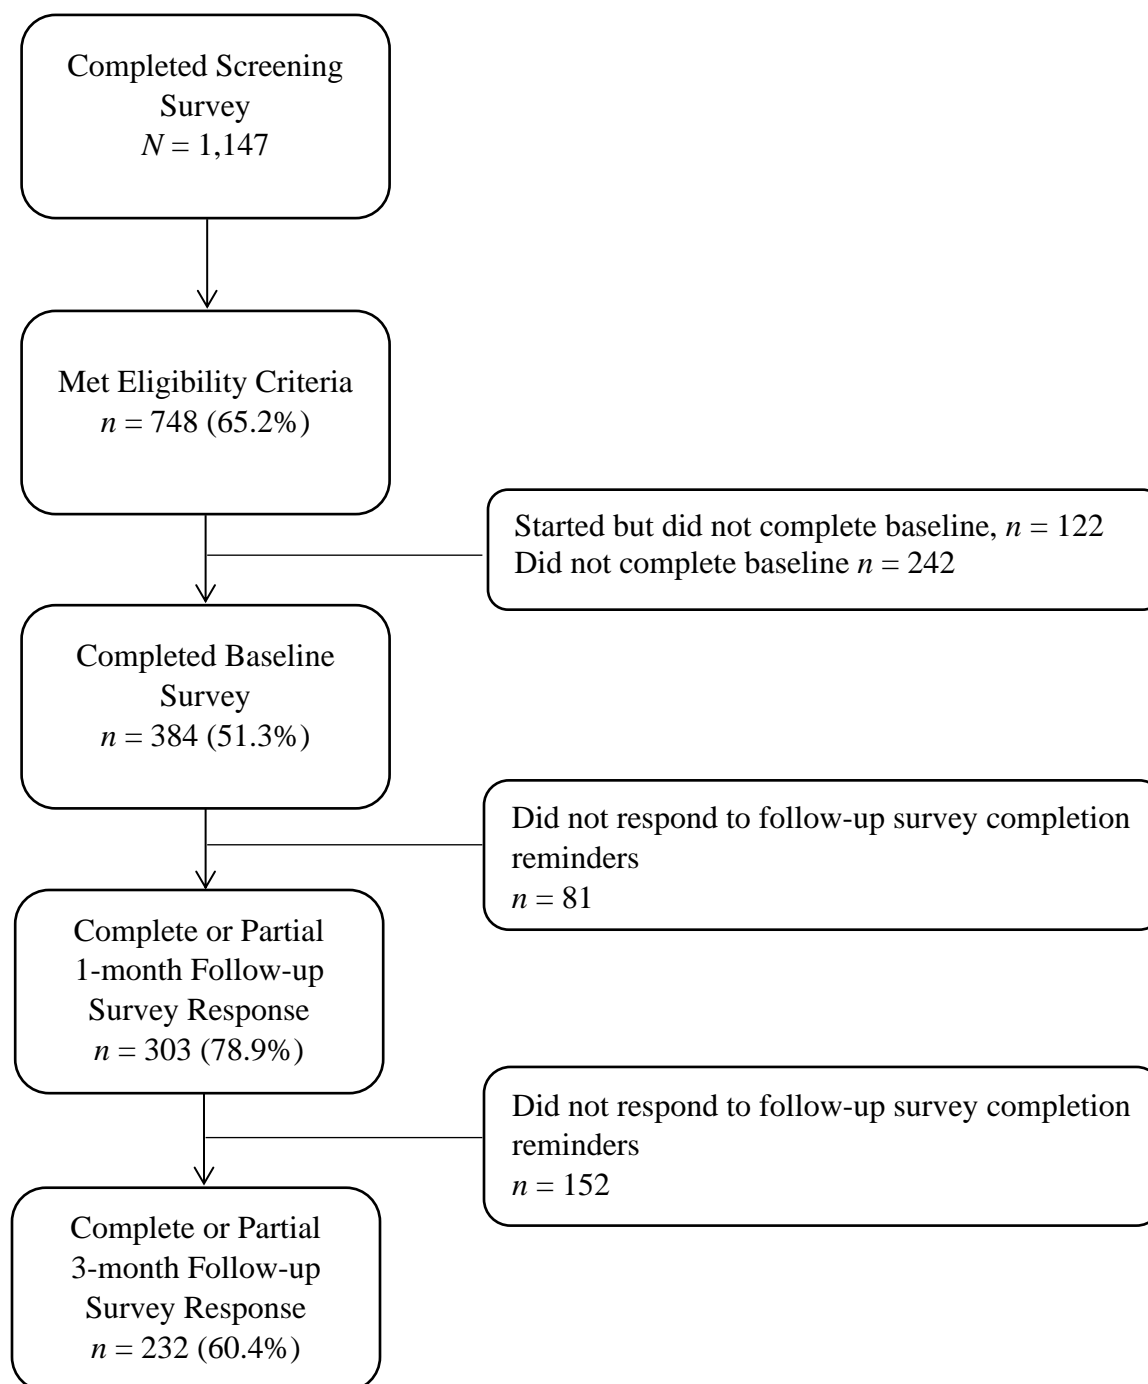 Completed Screening
Survey
N = 1,147
Met Eligibility Criteria
n = 748 (65.2%)
Started but did not complete baseline, n = 122
Did not complete baseline n = 242
Completed Baseline
Survey
n = 384 (51.3%)
Did not respond to follow-up survey completion
reminders
n = 81
Complete or Partial
1-month Follow-up
Survey Response
n = 303 (78.9%)
Did not respond to follow-up survey completion
reminders
n = 152
Complete or Partial
3-month Follow-up
Survey Response
n = 232 (60.4%)